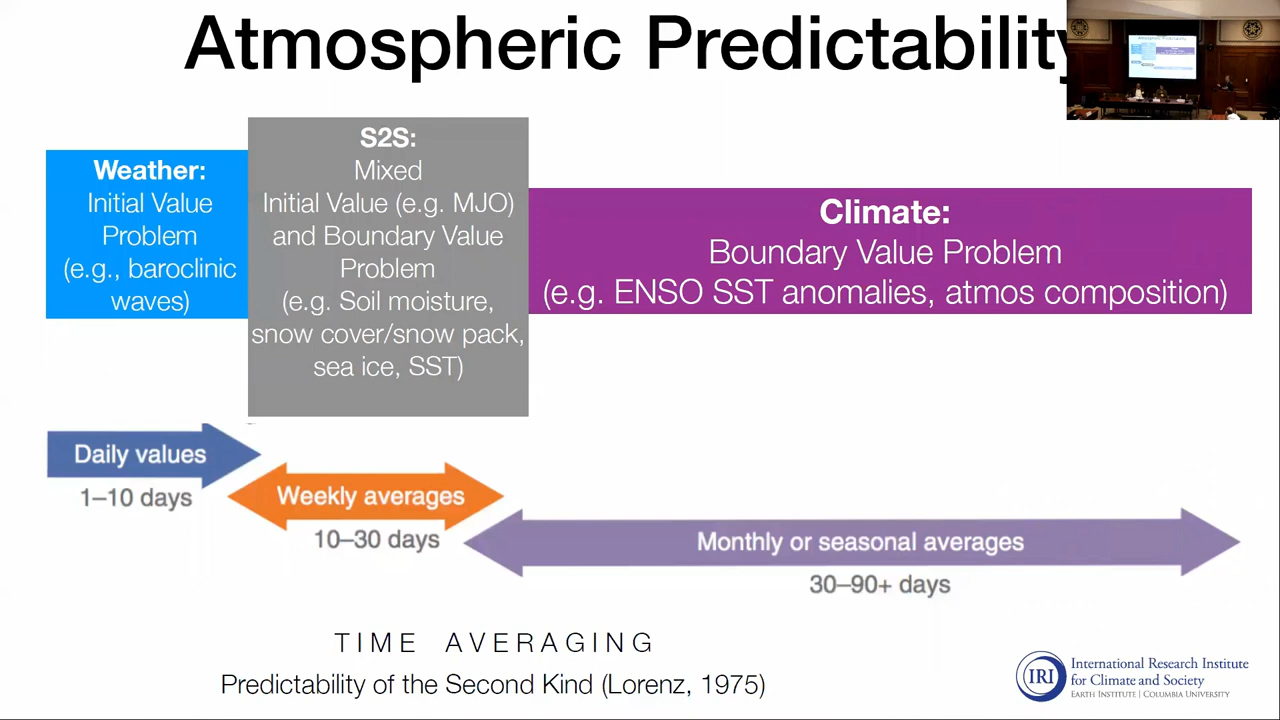 Atmospheric Predictability
Weather:
Initial Value
Problem
(e.g., baroclinic
waves)
S2S:
Mixed
Initial Value (e.g. MJO)
and Boundary Value
Problem
(e.g. Soil moisture,
snow cover/snow pack,
sea ice, SST)
Climate:
Boundary Value Problem
(e.g. ENSO SST anomalies, atmos composition)
Daily values
1–10 days
Weekly averages
10–30 days
Monthly or seasonal averages
30–90+ days
TIME AVERAGING
Predictability of the Second Kind (Lorenz, 1975)
IRI
International Research Institute
for Climate and Society
EARTH INSTITUTE | COLUMBIA UNIVERSITY